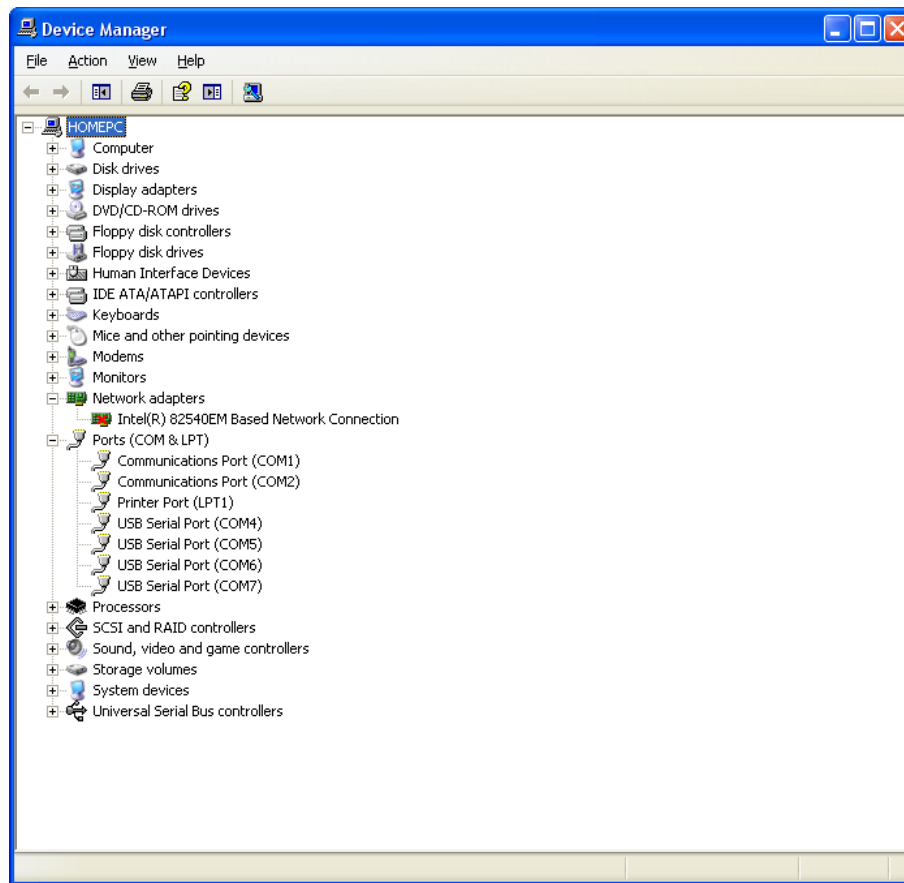 Device Manager
File Action View Help
HOMEPC
Computer
Disk drives
Display adapters
DVD/CD-ROM drives
Floppy disk controllers
Floppy disk drives
Human Interface Devices
IDE ATA/ATAPI controllers
Keyboards
Mice and other pointing devices
Modems
Monitors
Network adapters
Intel(R) 82540EM Based Network Connection
Ports (COM & LPT)
Communications Port (COM1)
Communications Port (COM2)
Printer Port (LPT1)
USB Serial Port (COM4)
USB Serial Port (COM5)
USB Serial Port (COM6)
USB Serial Port (COM7)
Processors
SCSI and RAID controllers
Sound, video and game controllers
Storage volumes
System devices
Universal Serial Bus controllers